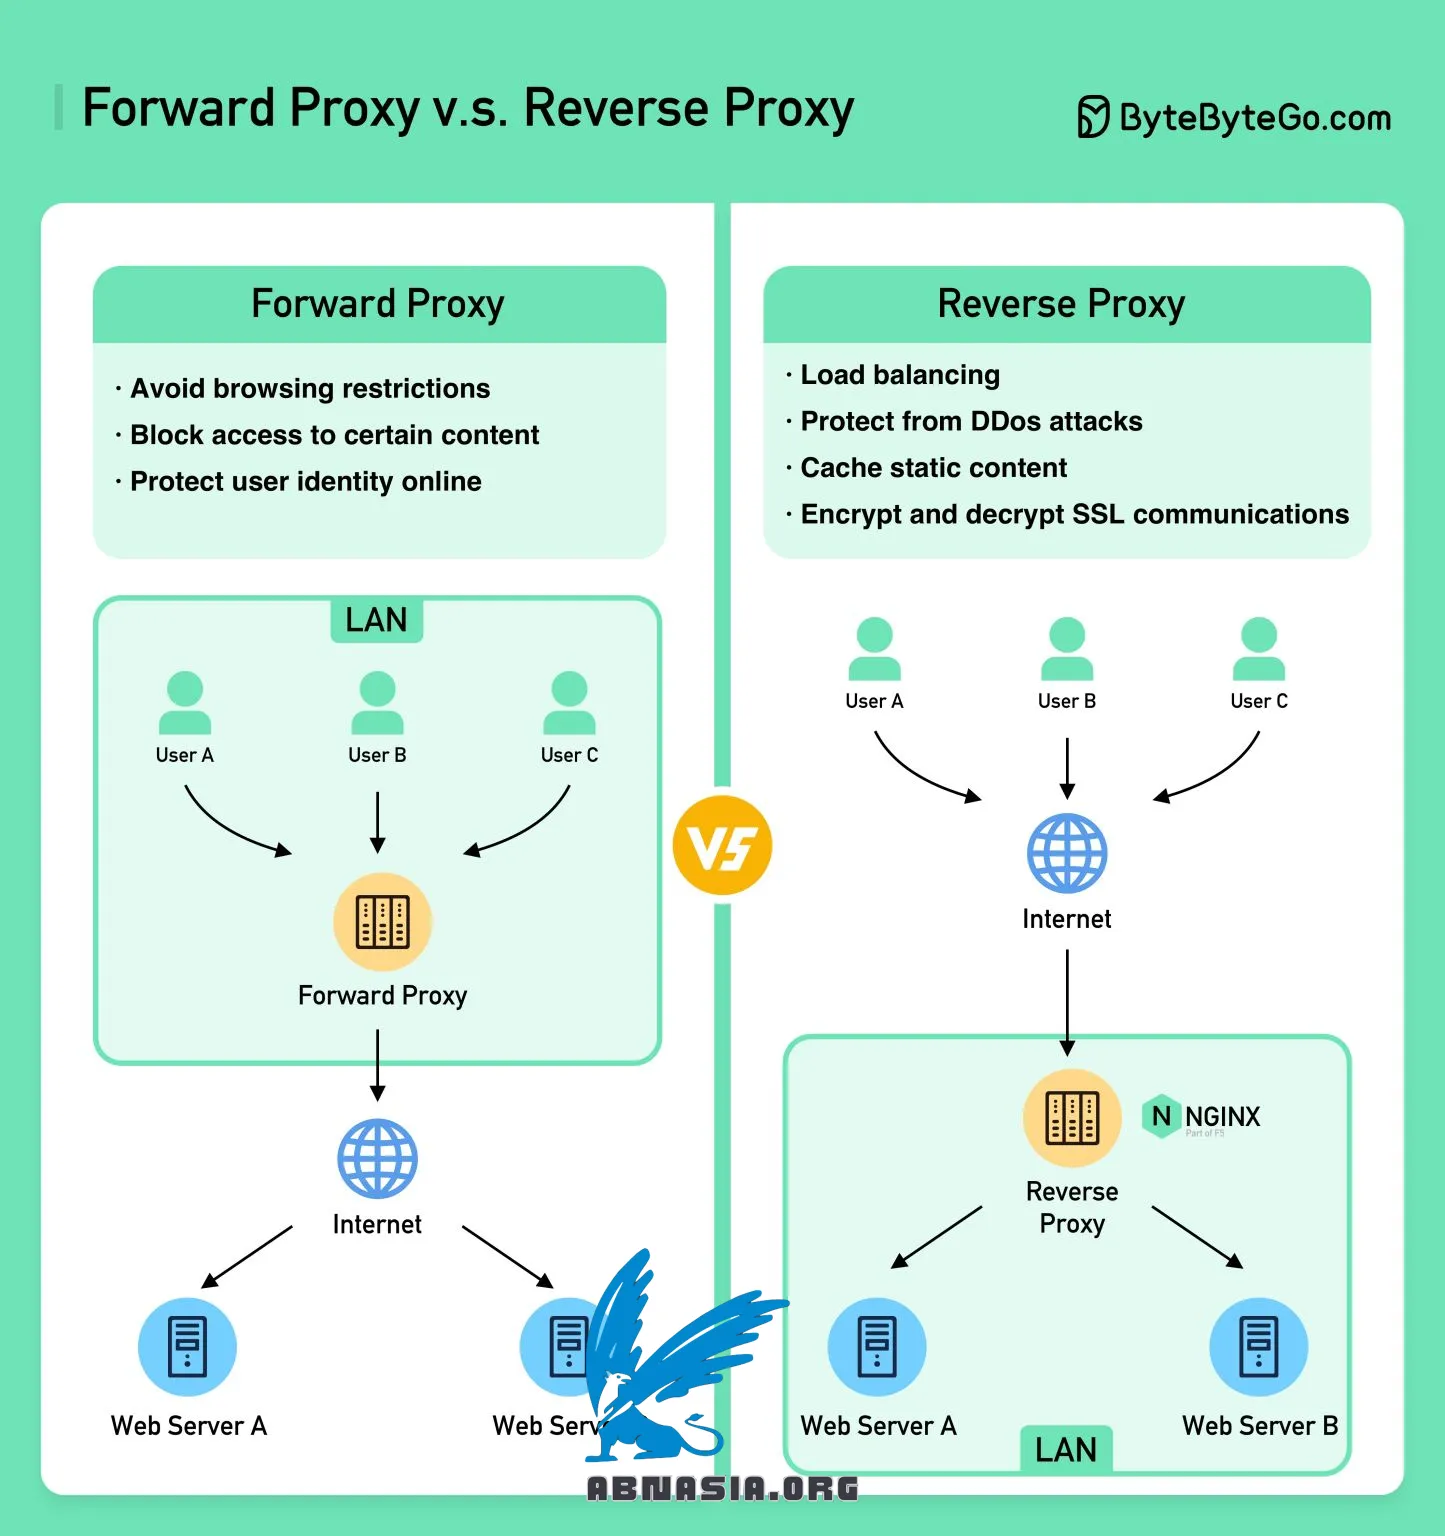 Forward Proxy v.s. Reverse Proxy
ByteByteGo.com
Forward Proxy
· Avoid browsing restrictions
· Block access to certain content
· Protect user identity online
LAN
User A
User B
User C
Forward Proxy
Internet
Web Server A
Web
VS
Reverse Proxy
· Load balancing
· Protect from DDos attacks
· Cache static content
· Encrypt and decrypt SSL communications
User A
User B
User C
Internet
N NGINX
Part of F5
Reverse
Proxy
Web Server A
Web Server B
LAN
ABNASIA.ORG